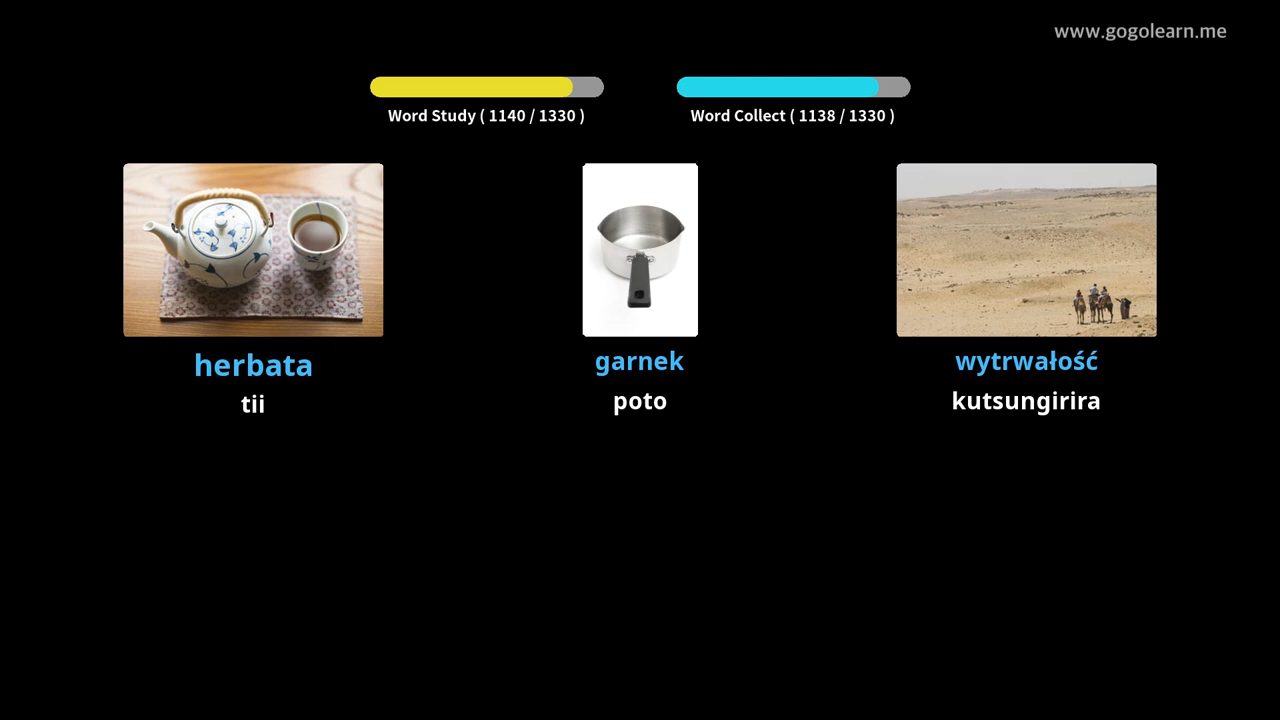 www.gogolearn.me
Word Study ( 1140 / 1330 )
Word Collect ( 1138 / 1330 )
herbata
tii
garnek
poto
wytrwałość
kutsungirira